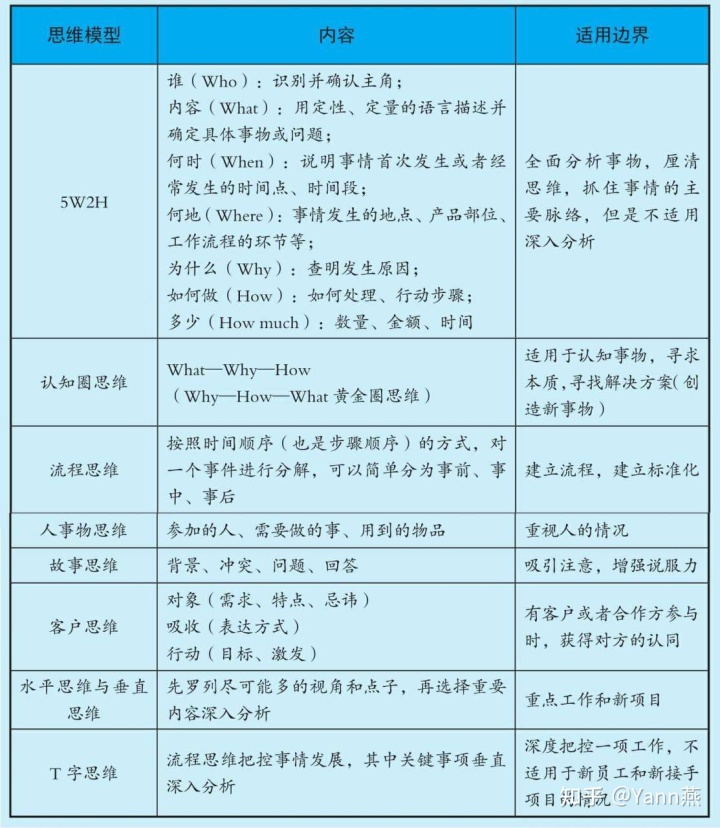 思维模型
内容
适用边界
5W2H
谁（Who）：识别并确认主角；
内容（What）：用定性、定量的语言描述并
确定具体事物或问题；
何时（When）：说明事情首次发生或者经
常发生的时间点、时间段；
何地（Where）：事情发生的地点、产品部位、
工作流程的环节等；
为什么（Why）：查明发生原因；
如何做（How）：如何处理、行动步骤；
多少（How much）：数量、金额、时间
全面分析事物，厘清
思维，抓住事情的主
要脉络，但是不适用
深入分析
认知圈思维
What—Why—How
（Why—How—What 黄金圈思维）
适用于认知事物，寻求
本质，寻找解决方案（创
造新事物）
流程思维
按照时间顺序（也是步骤顺序）的方式，对
一个事件进行分解，可以简单分为事前、事
中、事后
建立流程，建立标准化
人事物思维
参加的人、需要做的事、用到的物品
重视人的情况
故事思维
背景、冲突、问题、回答
吸引注意，增强说服力
客户思维
对象（需求、特点、忌讳）
吸收（表达方式）
行动（目标、激发）
有客户或者合作方参与
时，获得对方的认同
水平思维与垂直
思维
先罗列尽可能多的视角和点子，再选择重要
内容深入分析
重点工作和新项目
T 字思维
流程思维把控事情发展，其中关键事项垂直
深入分析
深度把控一项工作，不
适用于新员工和新接手
项目的情况
知乎 @Yann燕